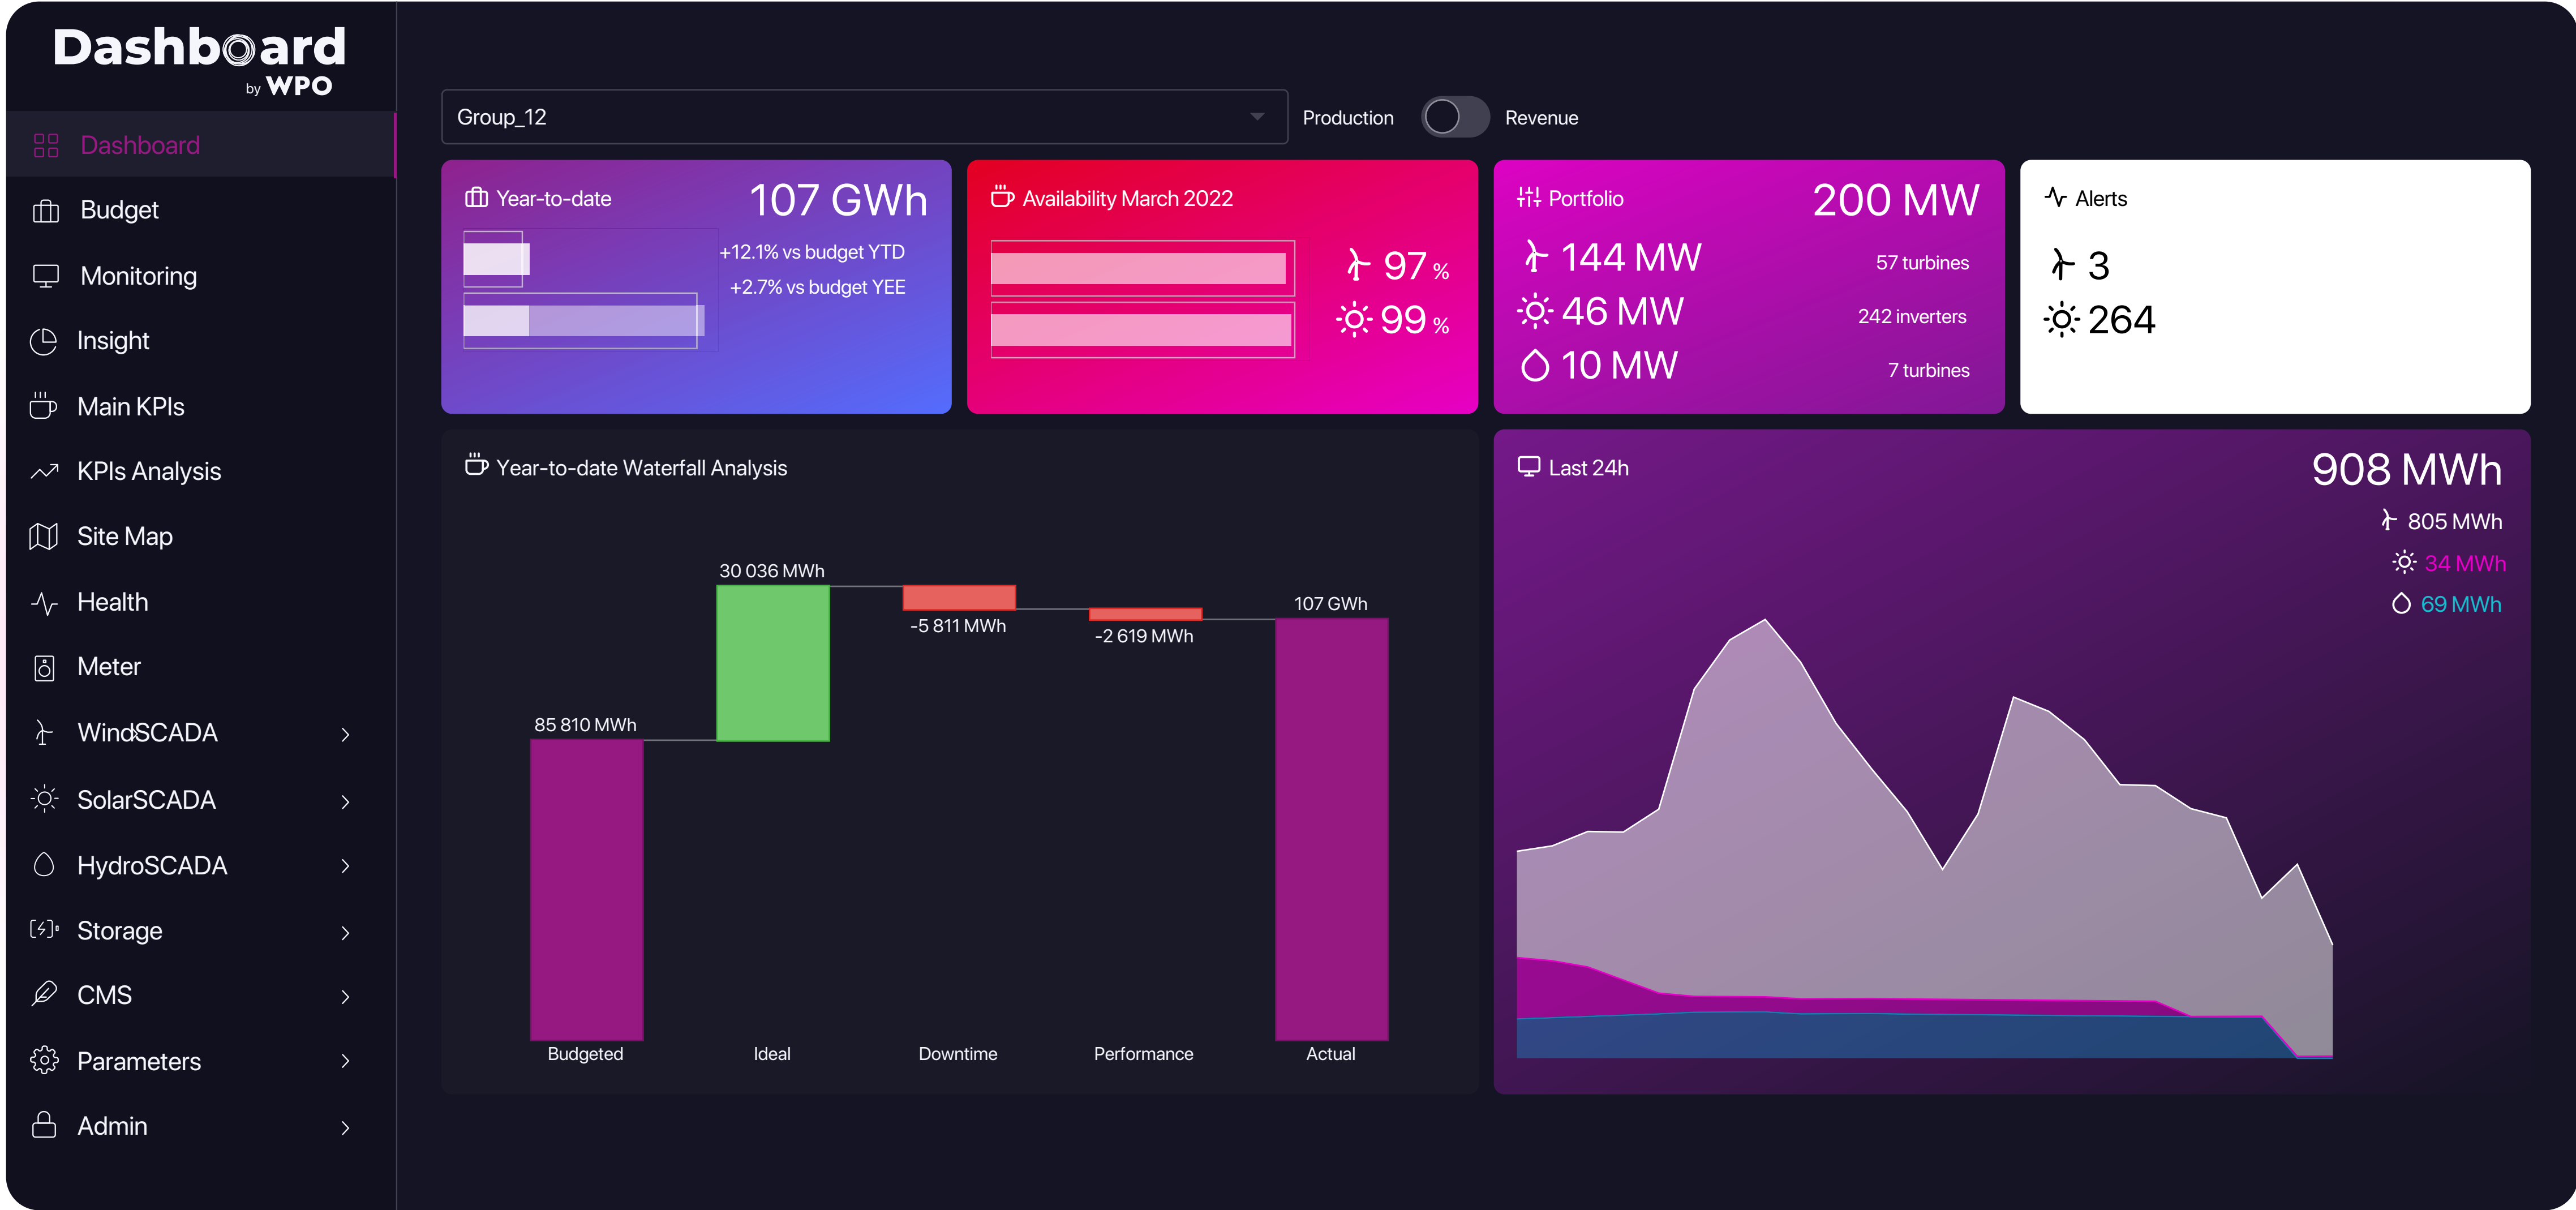 Dashboard
by WPO
Dashboard
Budget
Monitoring
Insight
Main KPIs
KPIs Analysis
Site Map
Health
Meter
WindSCADA
SolarSCADA
HydroSCADA
Storage
CMS
Parameters
Admin
Group_12
Production
Revenue
Year-to-date
107 GWh
+12.1% vs budget YTD
+2.7% vs budget YEE
Availability March 2022
97 %
99 %
Portfolio
200 MW
144 MW
57 turbines
46 MW
242 inverters
10 MW
7 turbines
Alerts
3
264
Year-to-date Waterfall Analysis
30 036 MWh
107 GWh
-5 811 MWh
-2 619 MWh
85 810 MWh
Budgeted
Ideal
Downtime
Performance
Actual
Last 24h
908 MWh
805 MWh
34 MWh
69 MWh